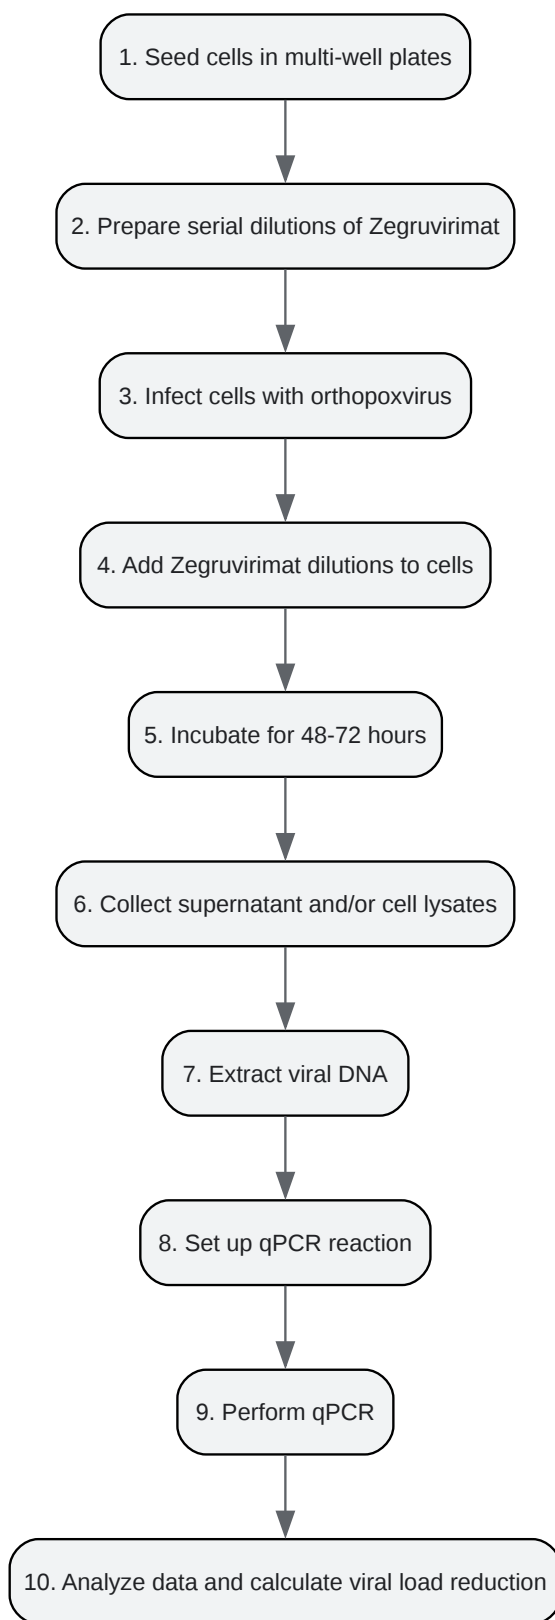 1. Seed cells in multi-well plates
2. Prepare serial dilutions of Zegruvirimat
3. Infect cells with orthopoxvirus
4. Add Zegruvirimat dilutions to cells
5. Incubate for 48-72 hours
6. Collect supernatant and/or cell lysates
7. Extract viral DNA
8. Set up qPCR reaction
9. Perform qPCR
10. Analyze data and calculate viral load reduction